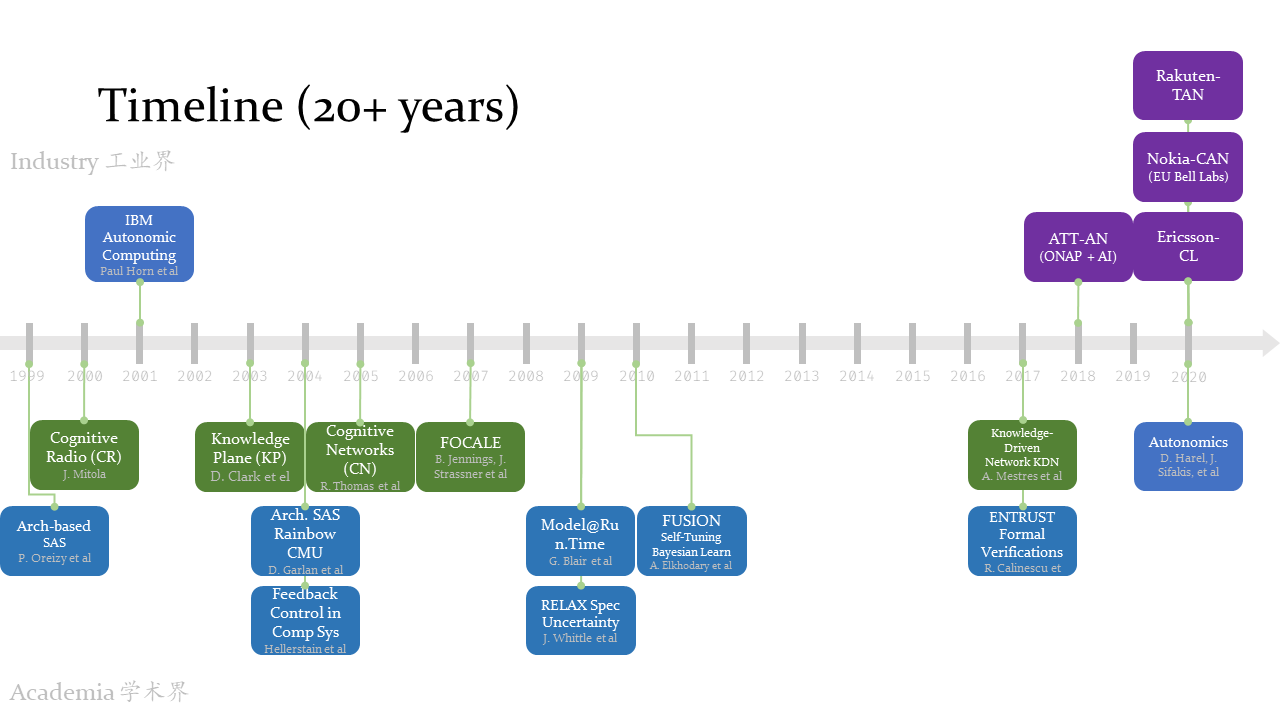 Timeline (20+ years)
Industry 工业界
Rakuten-
TAN
Nokia-CAN
(EU Bell Labs)
IBM
Autonomic
Computing
Paul Horn et al
ATT-AN
(ONAP + AI)
Ericsson-
CL
1999 2000 2001 2002 2003 2004 2005 2006 2007 2008 2009 2010 2011 2012 2013 2014 2015 2016 2017 2018 2019 2020
Cognitive
Radio (CR)
J. Mitola
Knowledge
Plane (KP)
D. Clark et el
Cognitive
Networks
(CN)
R. Thomas et al
FOCALE
B. Jennings, J.
Strassner et al
Knowledge-
Driven
Network KDN
A. Mestres et al
Autonomics
D. Harel, J.
Sifakis, et al
Arch-based
SAS
P. Oreizy et al
Arch. SAS
Rainbow
CMU
D. Garlan et al
Model@Ru
n.Time
G. Blair et al
FUSION
Self-Tuning
Bayesian Learn
A. Elkhodary et al
ENTRUST
Formal
Verifications
R. Calinescu et
Feedback
Control in
Comp Sys
Hellerstain et al
RELAX Spec
Uncertainty
J. Whittle et al
Academia 学术界